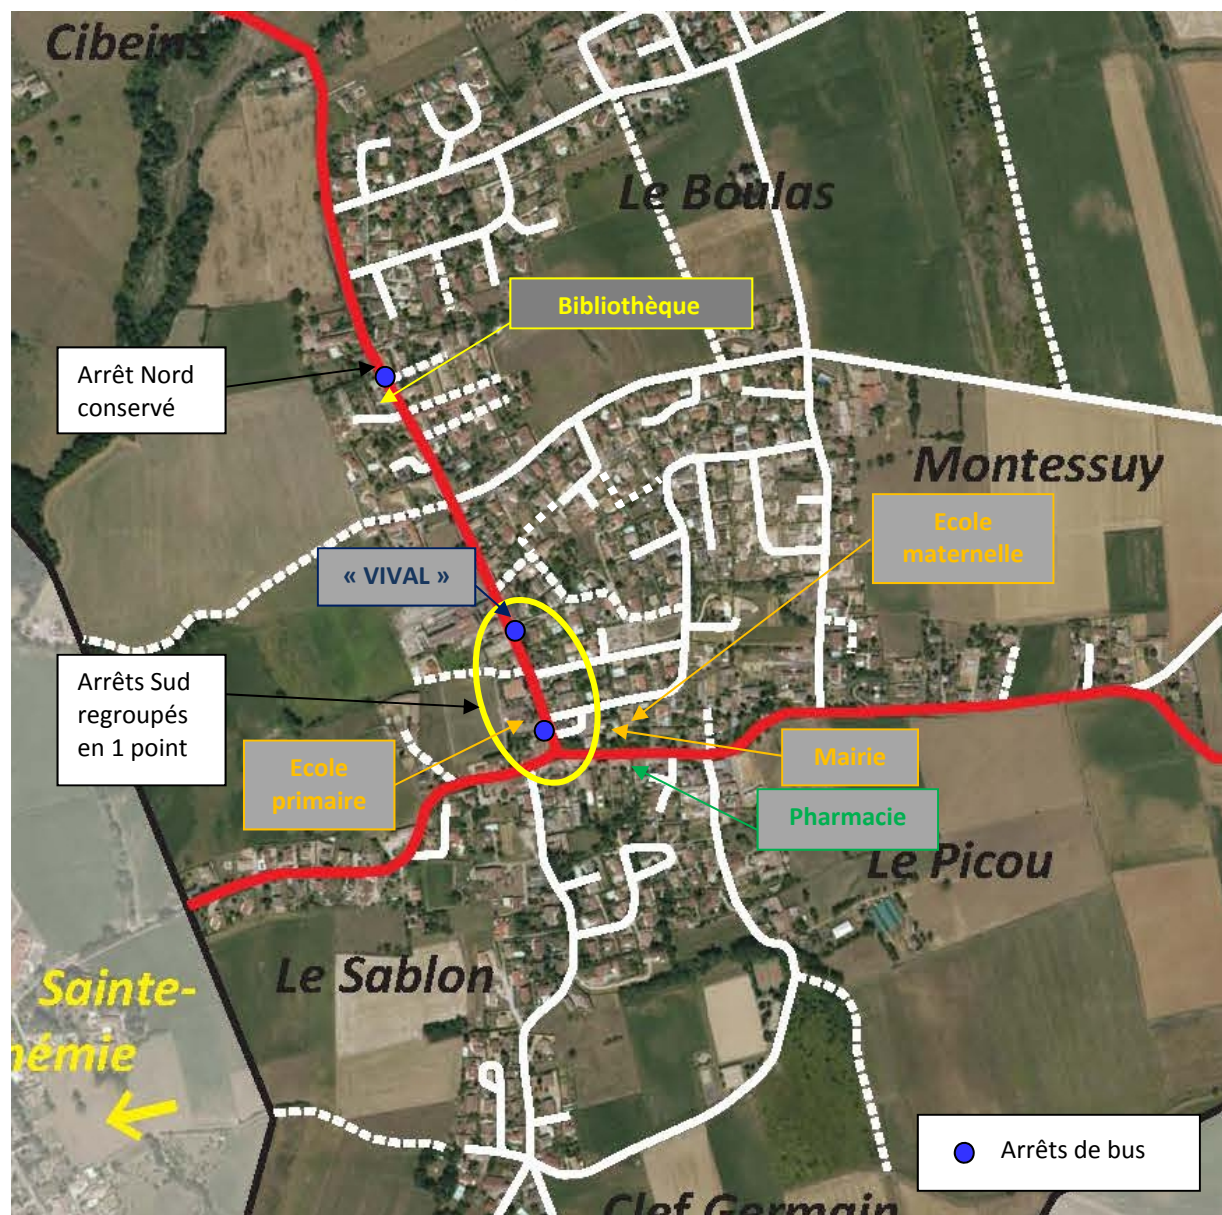 Cibeins
Le Boulas
Bibliothèque
Arrêt Nord
conservé
Montessuy
Ecole
maternelle
« VIVAL »
Arrêts Sud
regroupés
en 1 point
Ecole
primaire
Mairie
Pharmacie
Le Picou
Le Sablon
Sainte-
némie
Arrêts de bus
Clef Germain